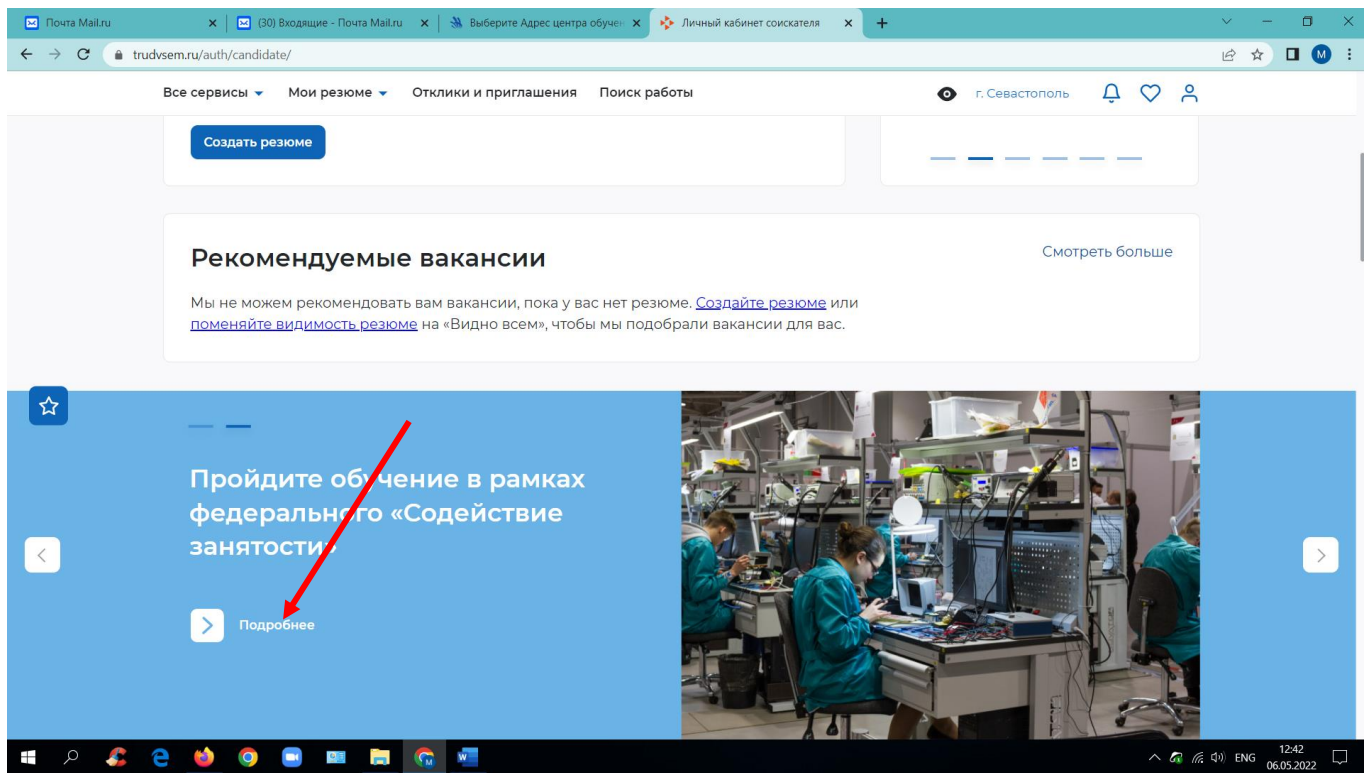 Почта Mail.ru
(30) Входящие - Почта Mail.ru
Выберите Адрес центра обучен
Личный кабинет соискателя
trudvsem.ru/auth/candidate/
M
Все сервисы
Мои резюме
Отклики и приглашения
Поиск работы
г. Севастополь
Создать резюме
Рекомендуемые вакансии
Смотреть больше
Мы не можем рекомендовать вам вакансии, пока у вас нет резюме. Создайте резюме или
поменяйте видимость резюме на «Видно всем», чтобы мы подобрали вакансии для вас.
Пройдите обучение в рамках
федерального «Содействие
занятости»
Подробнее
ENG
12:42
06.05.2022